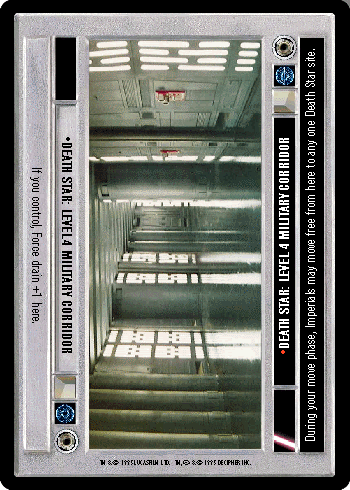 •DEATH STAR: LEVEL 4 MILITARY CORRIDOR
During your move phase, Imperials may move free from here to any one Death Star site.
•DEATH STAR: LEVEL 4 MILITARY CORRIDOR
If you control, Force drain +1 here.
TM & © 1995 LUCASFILM LTD. TM, © & © 1995 DECIPHER INC.